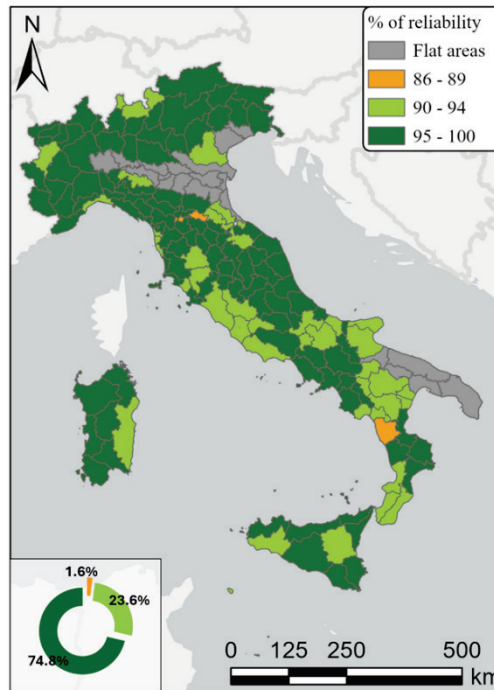 % of reliability
Flat areas
86 - 89
90 - 94
95 - 100
N
1.6%
23.6%
74.8%
0 125 250 500
km